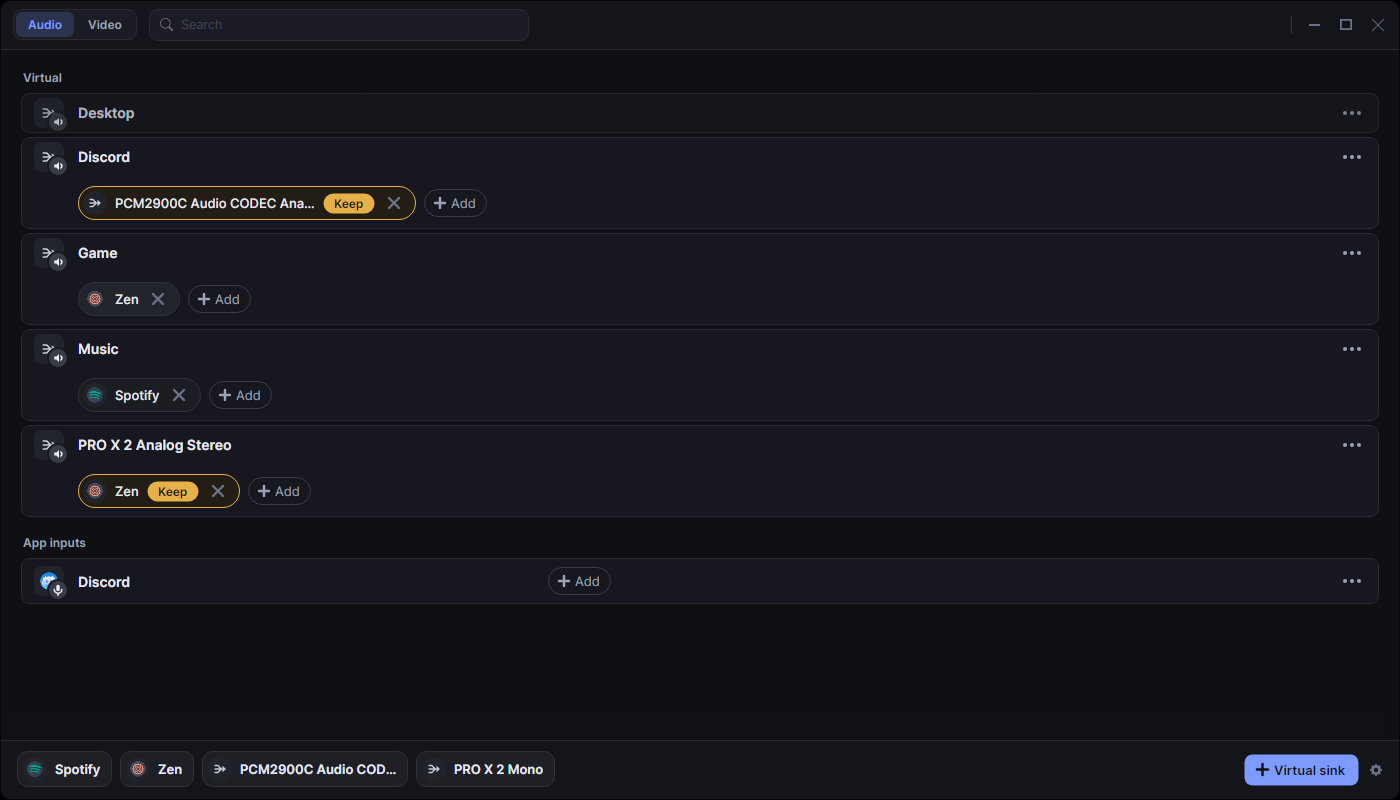 Audio Video Search
Virtual
Desktop
Discord
PCM2900C Audio CODEC Ana... Keep Add
Game
Zen Add
Music
Spotify Add
PRO X 2 Analog Stereo
Zen Keep Add
App inputs
Discord Add
Spotify Zen PCM2900C Audio COD... PRO X 2 Mono Virtual sink